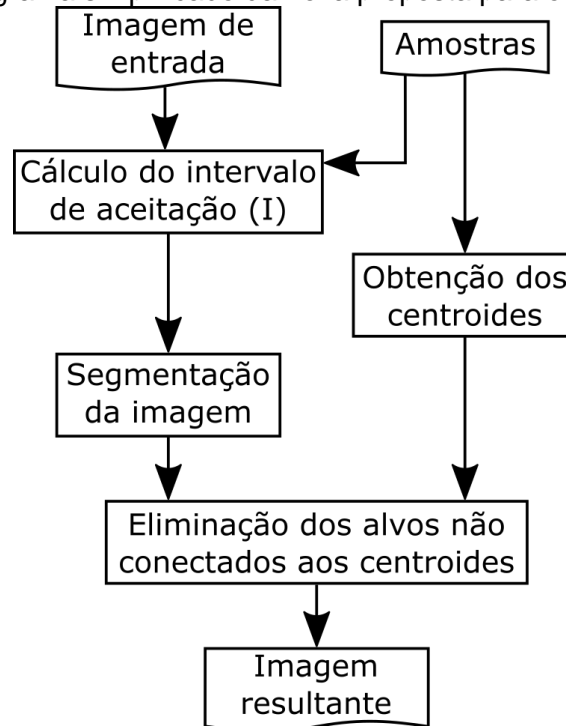 Imagem de
entrada
Amostras
Cálculo do intervalo
de aceitação (I)
Obtenção dos
centroides
Segmentação
da imagem
Eliminação dos alvos não
conectados aos centroides
Imagem
resultante